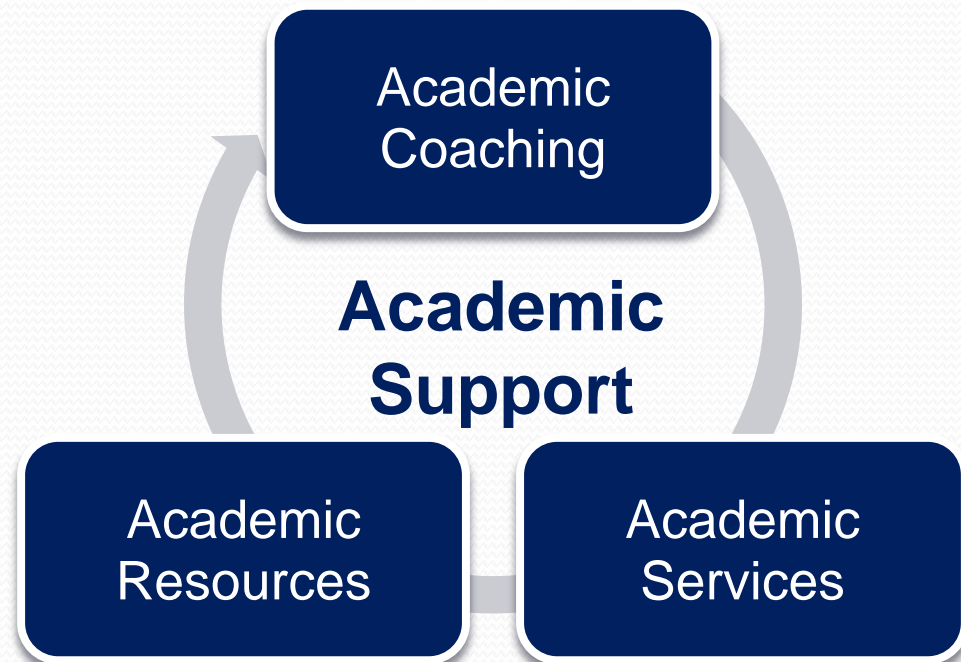 Academic
Coaching
Academic
Support
Academic
Resources
Academic
Services